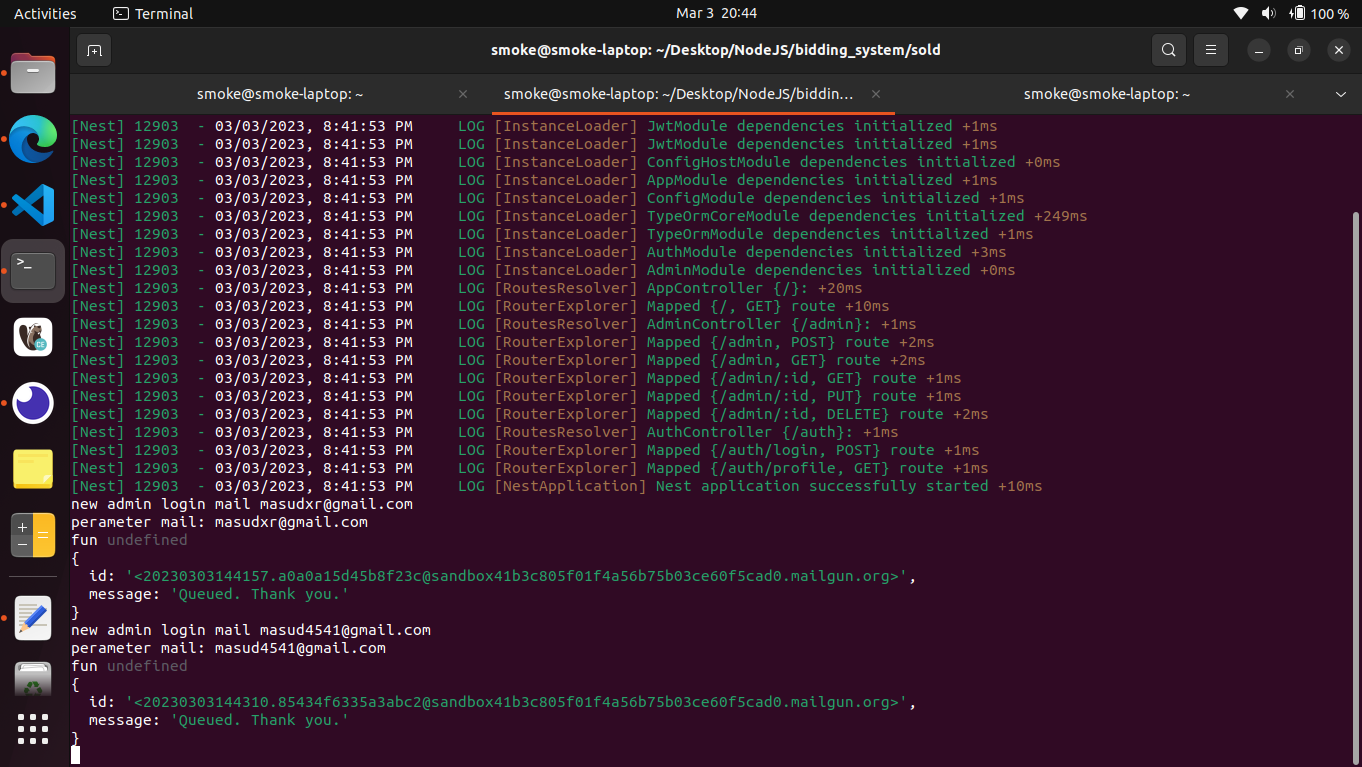 Activities Terminal Mar 3 20:44 100 %
smoke@smoke-laptop: ~/Desktop/NodeJS/bidding_system/sold
smoke@smoke-laptop: ~ smoke@smoke-laptop: ~/Desktop/NodeJS/biddin... smoke@smoke-laptop: ~
[Nest] 12903 - 03/03/2023, 8:41:53 PM LOG [InstanceLoader] JwtModule dependencies initialized +1ms
[Nest] 12903 - 03/03/2023, 8:41:53 PM LOG [InstanceLoader] JwtModule dependencies initialized +1ms
[Nest] 12903 - 03/03/2023, 8:41:53 PM LOG [InstanceLoader] ConfigHostModule dependencies initialized +0ms
[Nest] 12903 - 03/03/2023, 8:41:53 PM LOG [InstanceLoader] AppModule dependencies initialized +1ms
[Nest] 12903 - 03/03/2023, 8:41:53 PM LOG [InstanceLoader] ConfigModule dependencies initialized +1ms
[Nest] 12903 - 03/03/2023, 8:41:53 PM LOG [InstanceLoader] TypeOrmCoreModule dependencies initialized +249ms
[Nest] 12903 - 03/03/2023, 8:41:53 PM LOG [InstanceLoader] TypeOrmModule dependencies initialized +1ms
[Nest] 12903 - 03/03/2023, 8:41:53 PM LOG [InstanceLoader] AuthModule dependencies initialized +3ms
[Nest] 12903 - 03/03/2023, 8:41:53 PM LOG [InstanceLoader] AdminModule dependencies initialized +0ms
[Nest] 12903 - 03/03/2023, 8:41:53 PM LOG [RoutesResolver] AppController {/}: +20ms
[Nest] 12903 - 03/03/2023, 8:41:53 PM LOG [RouterExplorer] Mapped {/, GET} route +10ms
[Nest] 12903 - 03/03/2023, 8:41:53 PM LOG [RoutesResolver] AdminController {/admin}: +1ms
[Nest] 12903 - 03/03/2023, 8:41:53 PM LOG [RouterExplorer] Mapped {/admin, POST} route +2ms
[Nest] 12903 - 03/03/2023, 8:41:53 PM LOG [RouterExplorer] Mapped {/admin, GET} route +2ms
[Nest] 12903 - 03/03/2023, 8:41:53 PM LOG [RouterExplorer] Mapped {/admin/:id, GET} route +1ms
[Nest] 12903 - 03/03/2023, 8:41:53 PM LOG [RouterExplorer] Mapped {/admin/:id, PUT} route +1ms
[Nest] 12903 - 03/03/2023, 8:41:53 PM LOG [RouterExplorer] Mapped {/admin/:id, DELETE} route +2ms
[Nest] 12903 - 03/03/2023, 8:41:53 PM LOG [RoutesResolver] AuthController {/auth}: +1ms
[Nest] 12903 - 03/03/2023, 8:41:53 PM LOG [RouterExplorer] Mapped {/auth/login, POST} route +1ms
[Nest] 12903 - 03/03/2023, 8:41:53 PM LOG [RouterExplorer] Mapped {/auth/profile, GET} route +1ms
[Nest] 12903 - 03/03/2023, 8:41:53 PM LOG [NestApplication] Nest application successfully started +10ms
new admin login mail masudxr@gmail.com
perameter mail: masudxr@gmail.com
fun undefined
{
id: '<20230303144157.a0a0a15d45b8f23c@sandbox41b3c805f01f4a56b75b03ce60f5cad0.mailgun.org>',
message: 'Queued. Thank you.'
}
new admin login mail masud4541@gmail.com
perameter mail: masud4541@gmail.com
fun undefined
{
id: '<20230303144310.85434f6335a3abc2@sandbox41b3c805f01f4a56b75b03ce60f5cad0.mailgun.org>',
message: 'Queued. Thank you.'
}